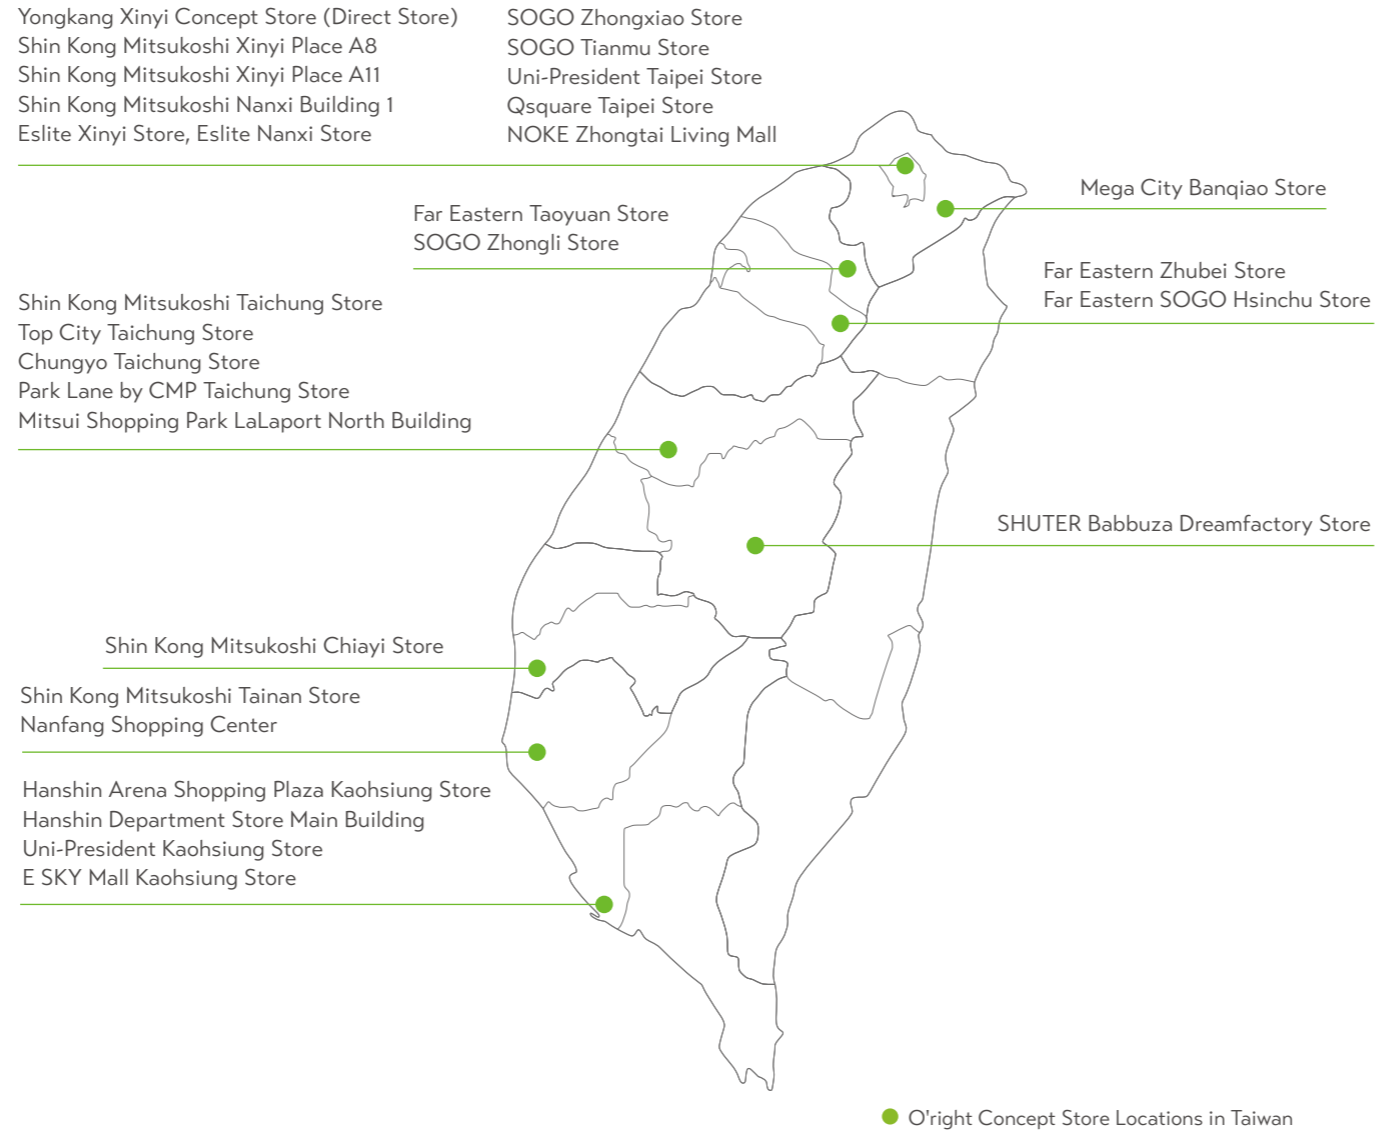 Yongkang Xinyi Concept Store (Direct Store)
Shin Kong Mitsukoshi Xinyi Place A8
Shin Kong Mitsukoshi Xinyi Place A11
Shin Kong Mitsukoshi Nanxi Building 1
Eslite Xinyi Store, Eslite Nanxi Store
SOGO Zhongxiao Store
SOGO Tianmu Store
Uni-President Taipei Store
Qsquare Taipei Store
NOKE Zhongtai Living Mall
Mega City Banqiao Store
Far Eastern Taoyuan Store
SOGO Zhongli Store
Far Eastern Zhubei Store
Far Eastern SOGO Hsinchu Store
Shin Kong Mitsukoshi Taichung Store
Top City Taichung Store
Chungyo Taichung Store
Park Lane by CMP Taichung Store
Mitsui Shopping Park LaLaport North Building
SHUTER Babbuza Dreamfactory Store
Shin Kong Mitsukoshi Chiayi Store
Shin Kong Mitsukoshi Tainan Store
Nanfang Shopping Center
Hanshin Arena Shopping Plaza Kaohsiung Store
Hanshin Department Store Main Building
Uni-President Kaohsiung Store
E SKY Mall Kaohsiung Store
O'right Concept Store Locations in Taiwan